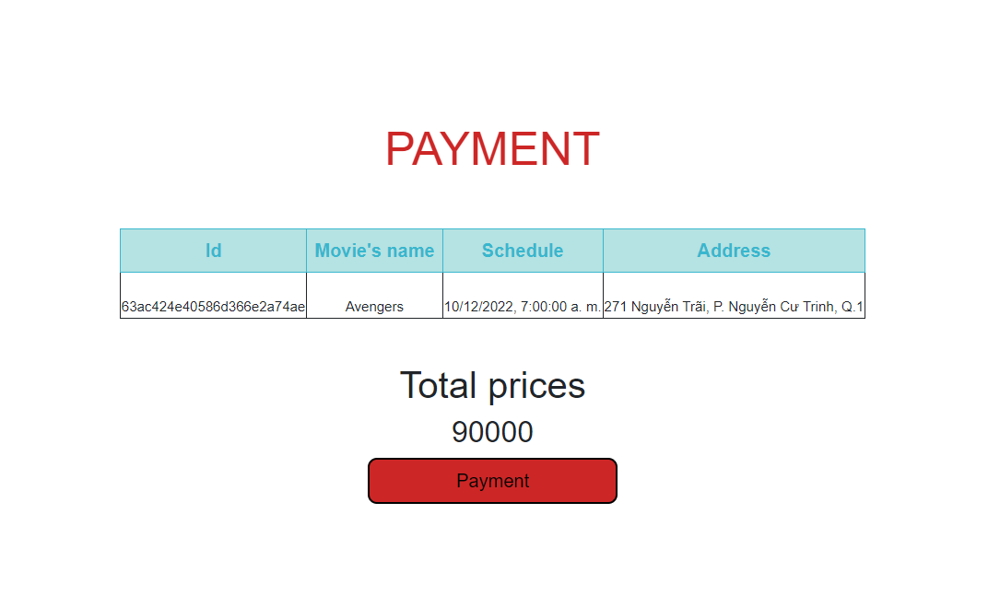 PAYMENT
Id Movie's name Schedule Address
63ac424e40586d366e2a74ae Avengers 10/12/2022, 7:00:00 a. m. 271 Nguyễn Trãi, P. Nguyễn Cư Trinh, Q.1
Total prices
90000
Payment